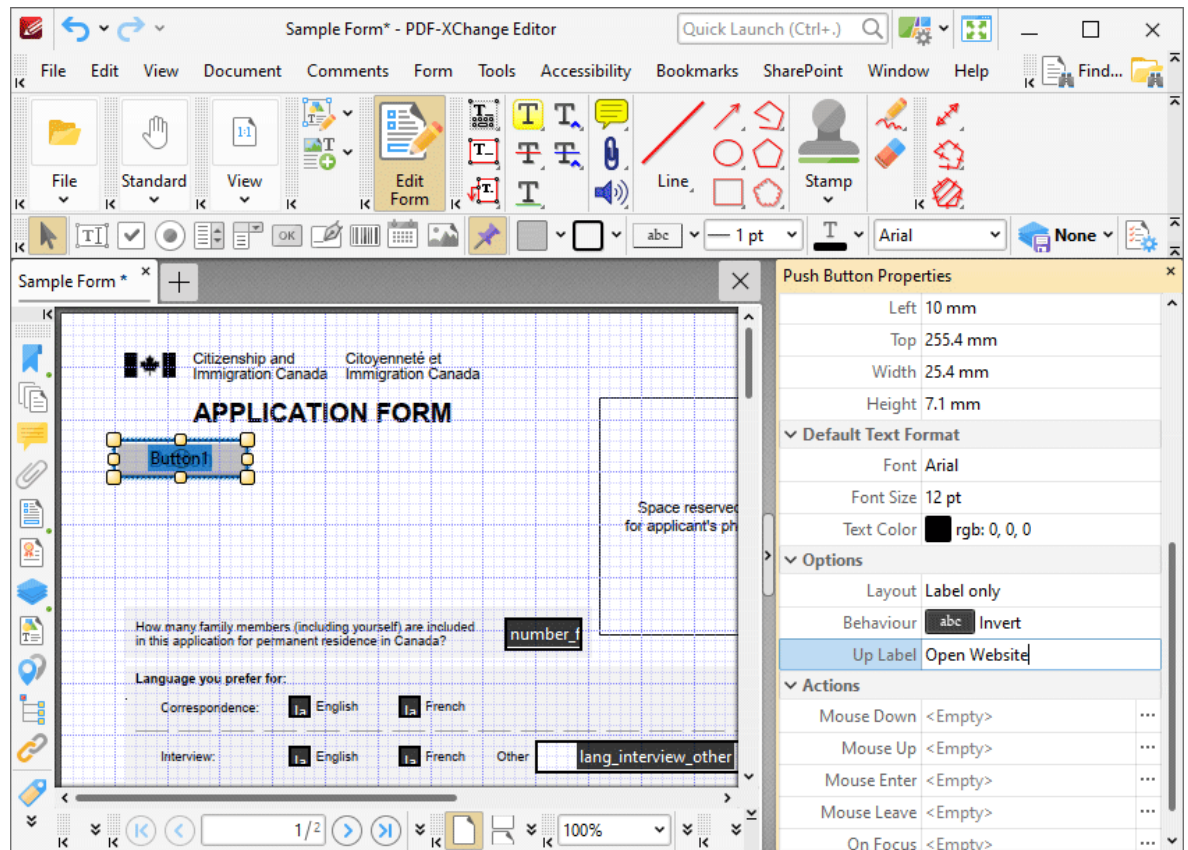 Sample Form* - PDF-XChange Editor
Quick Launch (Ctrl+.)
File Edit View Document Comments Form Tools Accessibility Bookmarks SharePoint Window Help Find...
File Standard View Edit Form Line Stamp
OK abc 1 pt T Arial None
Sample Form *
Push Button Properties
Left 10 mm
Top 255.4 mm
Width 25.4 mm
Height 7.1 mm
Default Text Format
Font Arial
Font Size 12 pt
Text Color rgb: 0, 0, 0
Options
Layout Label only
Behaviour abc Invert
Up Label Open Website
Actions
Mouse Down <Empty> ...
Mouse Up <Empty> ...
Mouse Enter <Empty> ...
Mouse Leave <Empty> ...
On Focus <Empty> ...
Citizenship and Citoyenneté et
Immigration Canada Immigration Canada
APPLICATION FORM
Button1
Space reserved
for applicant's ph
How many family members (including yourself) are included
in this application for permanent residence in Canada?
number_f
Language you prefer for:
Correspondence: la English la French
Interview: la English la French Other lang_interview_other
1/2 100%